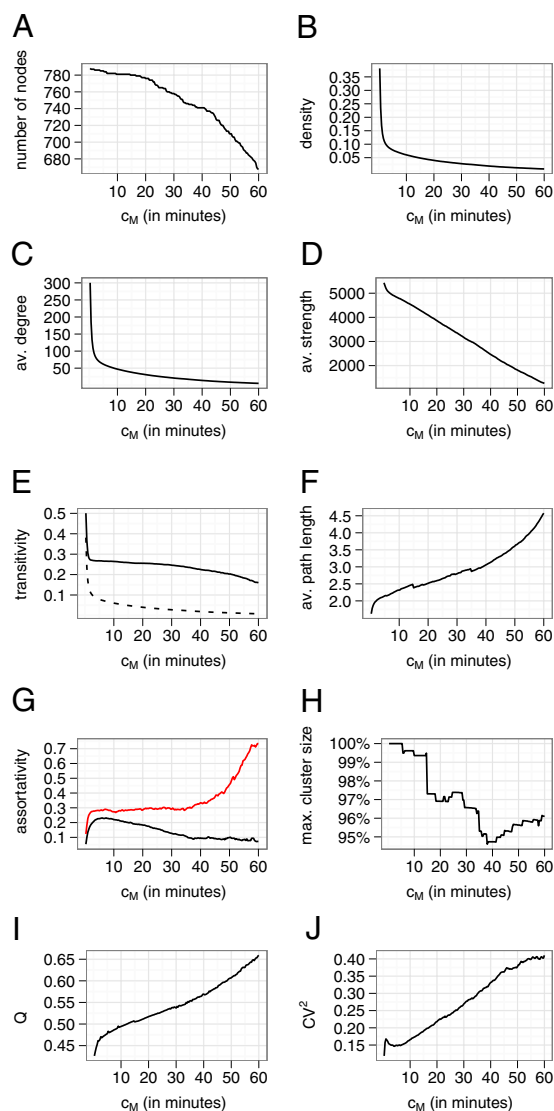 A
number of nodes
780
760
740
720
700
680
10 20 30 40 50 60
c_M (in minutes)
B
density
0.35
0.30
0.25
0.20
0.15
0.10
0.05
10 20 30 40 50 60
c_M (in minutes)
C
av. degree
300
250
200
150
100
50
10 20 30 40 50 60
c_M (in minutes)
D
av. strength
5000
4000
3000
2000
10 20 30 40 50 60
c_M (in minutes)
E
transitivity
0.5
0.4
0.3
0.2
0.1
10 20 30 40 50 60
c_M (in minutes)
F
av. path length
4.5
4.0
3.5
3.0
2.5
2.0
10 20 30 40 50 60
c_M (in minutes)
G
assortativity
0.7
0.6
0.5
0.4
0.3
0.2
0.1
10 20 30 40 50 60
c_M (in minutes)
H
max. cluster size
100%
99%
98%
97%
96%
95%
10 20 30 40 50 60
c_M (in minutes)
I
Q
0.65
0.60
0.55
0.50
0.45
10 20 30 40 50 60
c_M (in minutes)
J
CV²
0.40
0.35
0.30
0.25
0.20
0.15
10 20 30 40 50 60
c_M (in minutes)